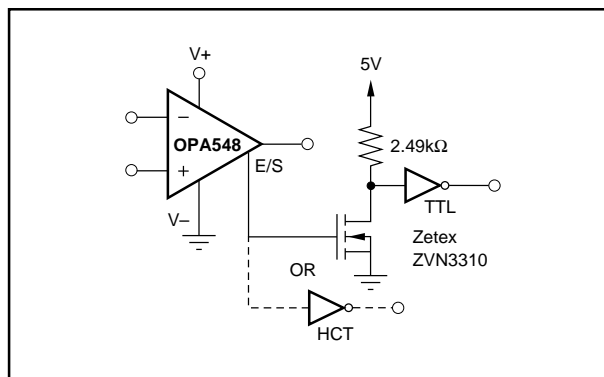 V+
5V
−
OPA548
+
E/S
V–
2.49kΩ
TTL
Zetex
ZVN3310
OR
HCT